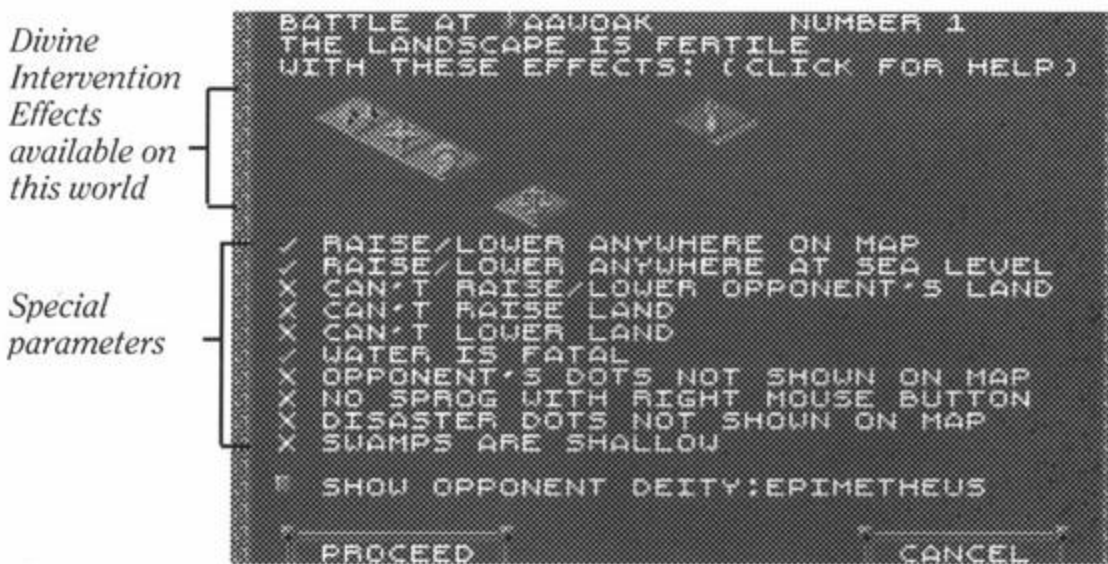 Divine
Intervention
Effects
available on
this world
Special
parameters
BATTLE AT 'AAWOAK NUMBER 1
THE LANDSCAPE IS FERTILE
WITH THESE EFFECTS: (CLICK FOR HELP)
✓ RAISE/LOWER ANYWHERE ON MAP
✓ RAISE/LOWER ANYWHERE AT SEA LEVEL
X CAN'T RAISE/LOWER OPPONENT'S LAND
X CAN'T RAISE LAND
X CAN'T LOWER LAND
✓ WATER IS FATAL
X OPPONENT'S DOTS NOT SHOWN ON MAP
X NO SPROG WITH RIGHT MOUSE BUTTON
X DISASTER DOTS NOT SHOWN ON MAP
X SWAMPS ARE SHALLOW
SHOW OPPONENT DEITY:EPIMETHEUS
PROCEED CANCEL